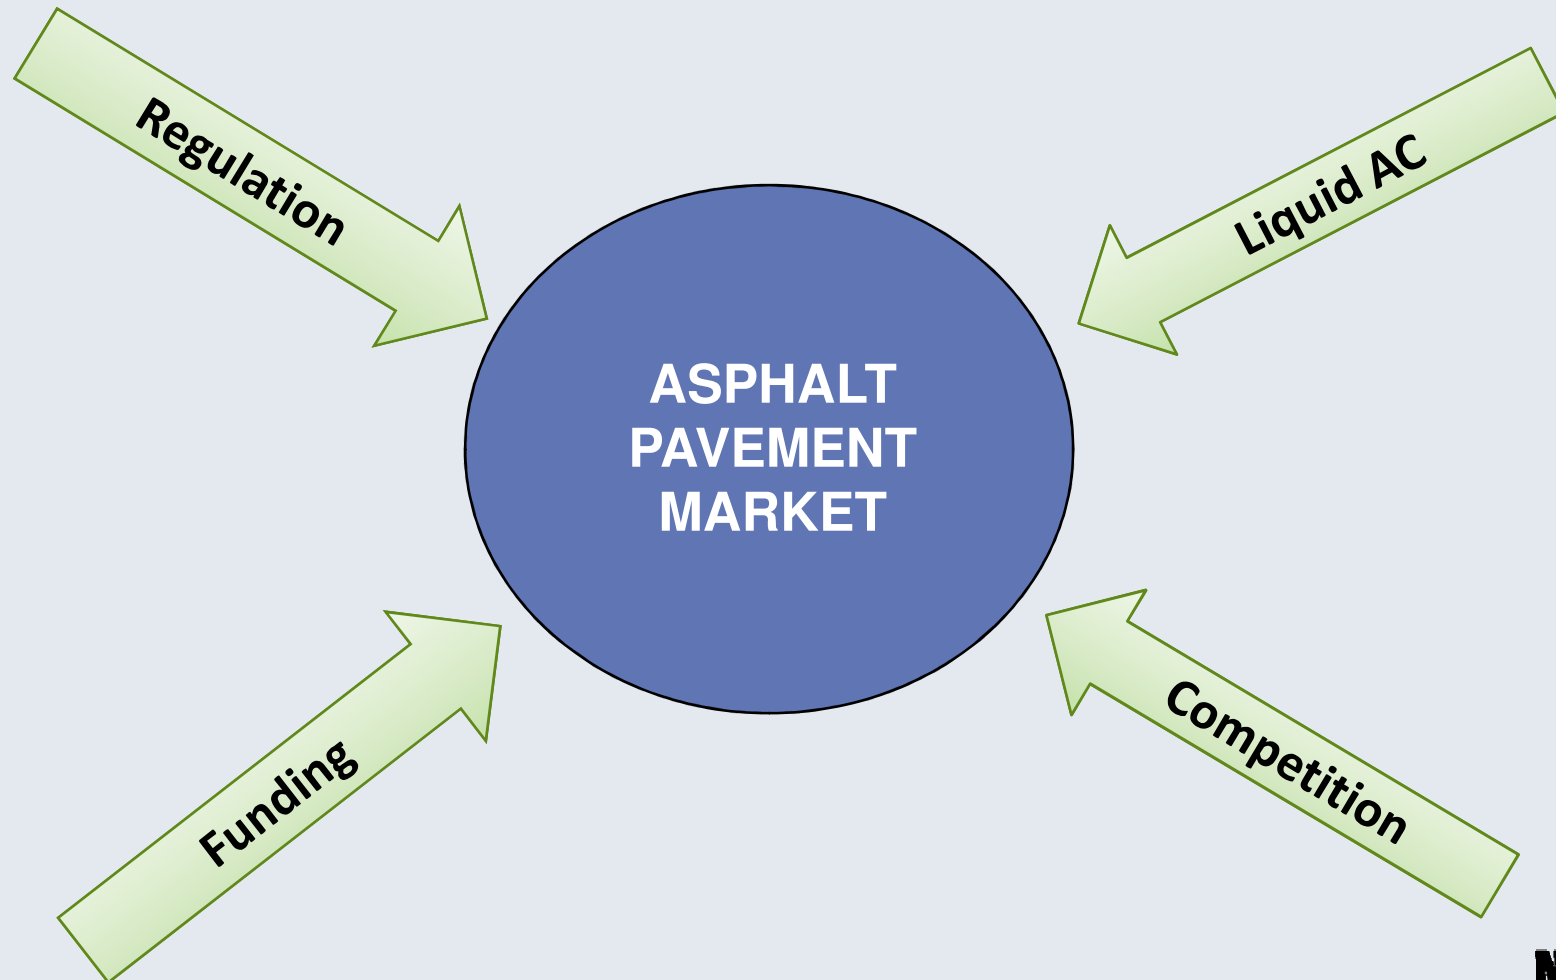 Regulation
Liquid AC
ASPHALT
PAVEMENT
MARKET
Funding
Competition